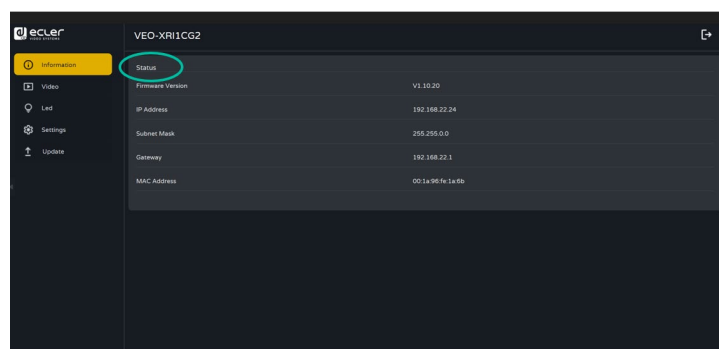 ecler
VIDEO SYSTEMS
VEO-XRI1CG2
Information
Video
Led
Settings
Update
Status
Firmware Version V1.10.20
IP Address 192.168.22.24
Subnet Mask 255.255.0.0
Gateway 192.168.22.1
MAC Address 00:1a:96:fe:1a:6b